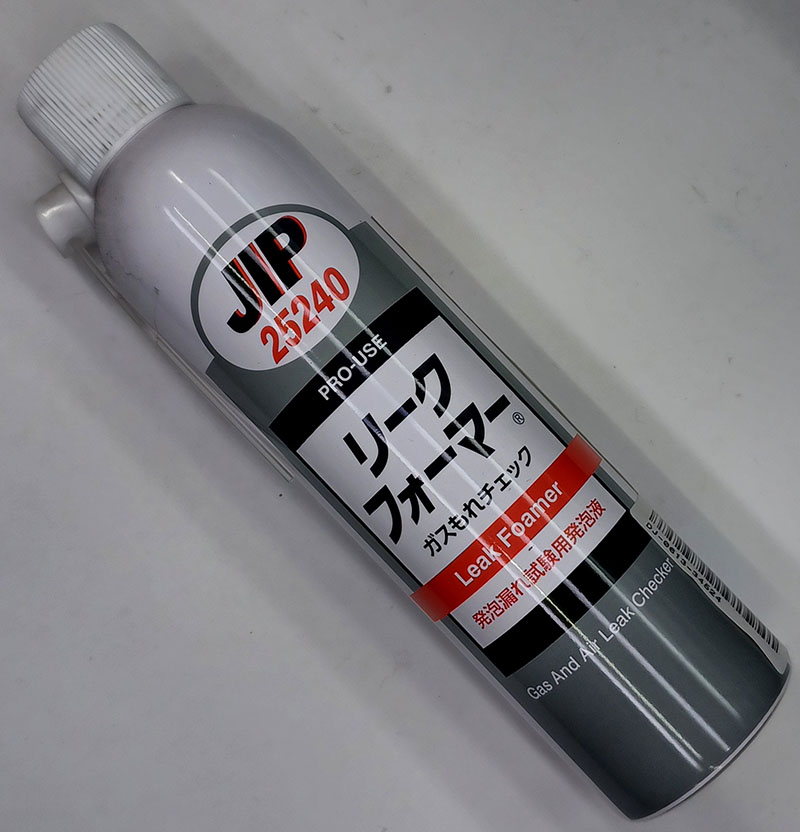 JIP
25240
PRO-USE
リーク
フォーマー®
ガスもれチェック
Leak Foamer
発泡漏れ試験用発泡液
Gas And Air Leak Checker